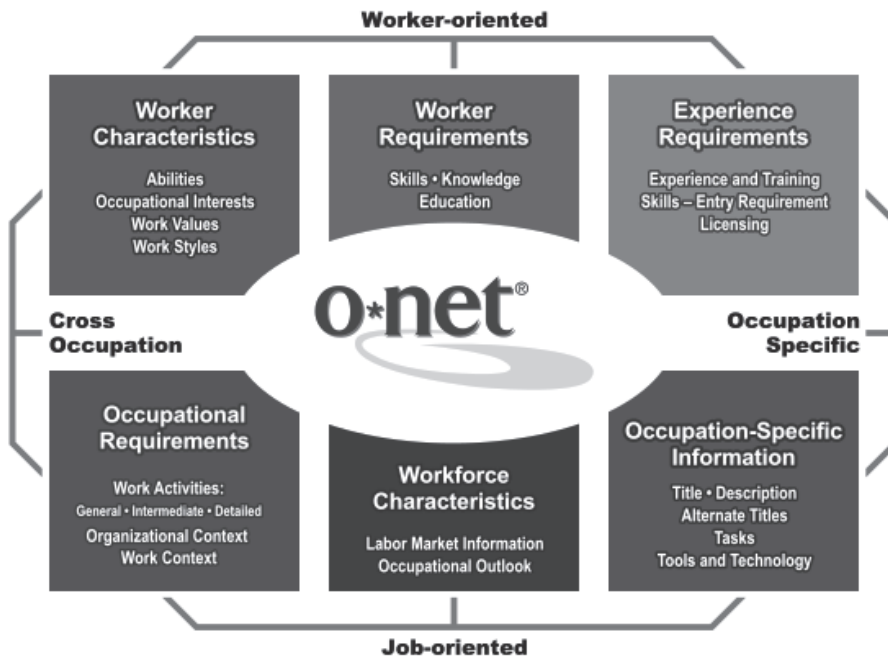 Worker-oriented
Worker
Characteristics
Abilities
Occupational Interests
Work Values
Work Styles
Worker
Requirements
Skills • Knowledge
Education
Experience
Requirements
Experience and Training
Skills – Entry Requirement
Licensing
o*net®
Cross
Occupation
Occupation
Specific
Occupational
Requirements
Work Activities:
General • Intermediate • Detailed
Organizational Context
Work Context
Workforce
Characteristics
Labor Market Information
Occupational Outlook
Occupation-Specific
Information
Title • Description
Alternate Titles
Tasks
Tools and Technology
Job-oriented